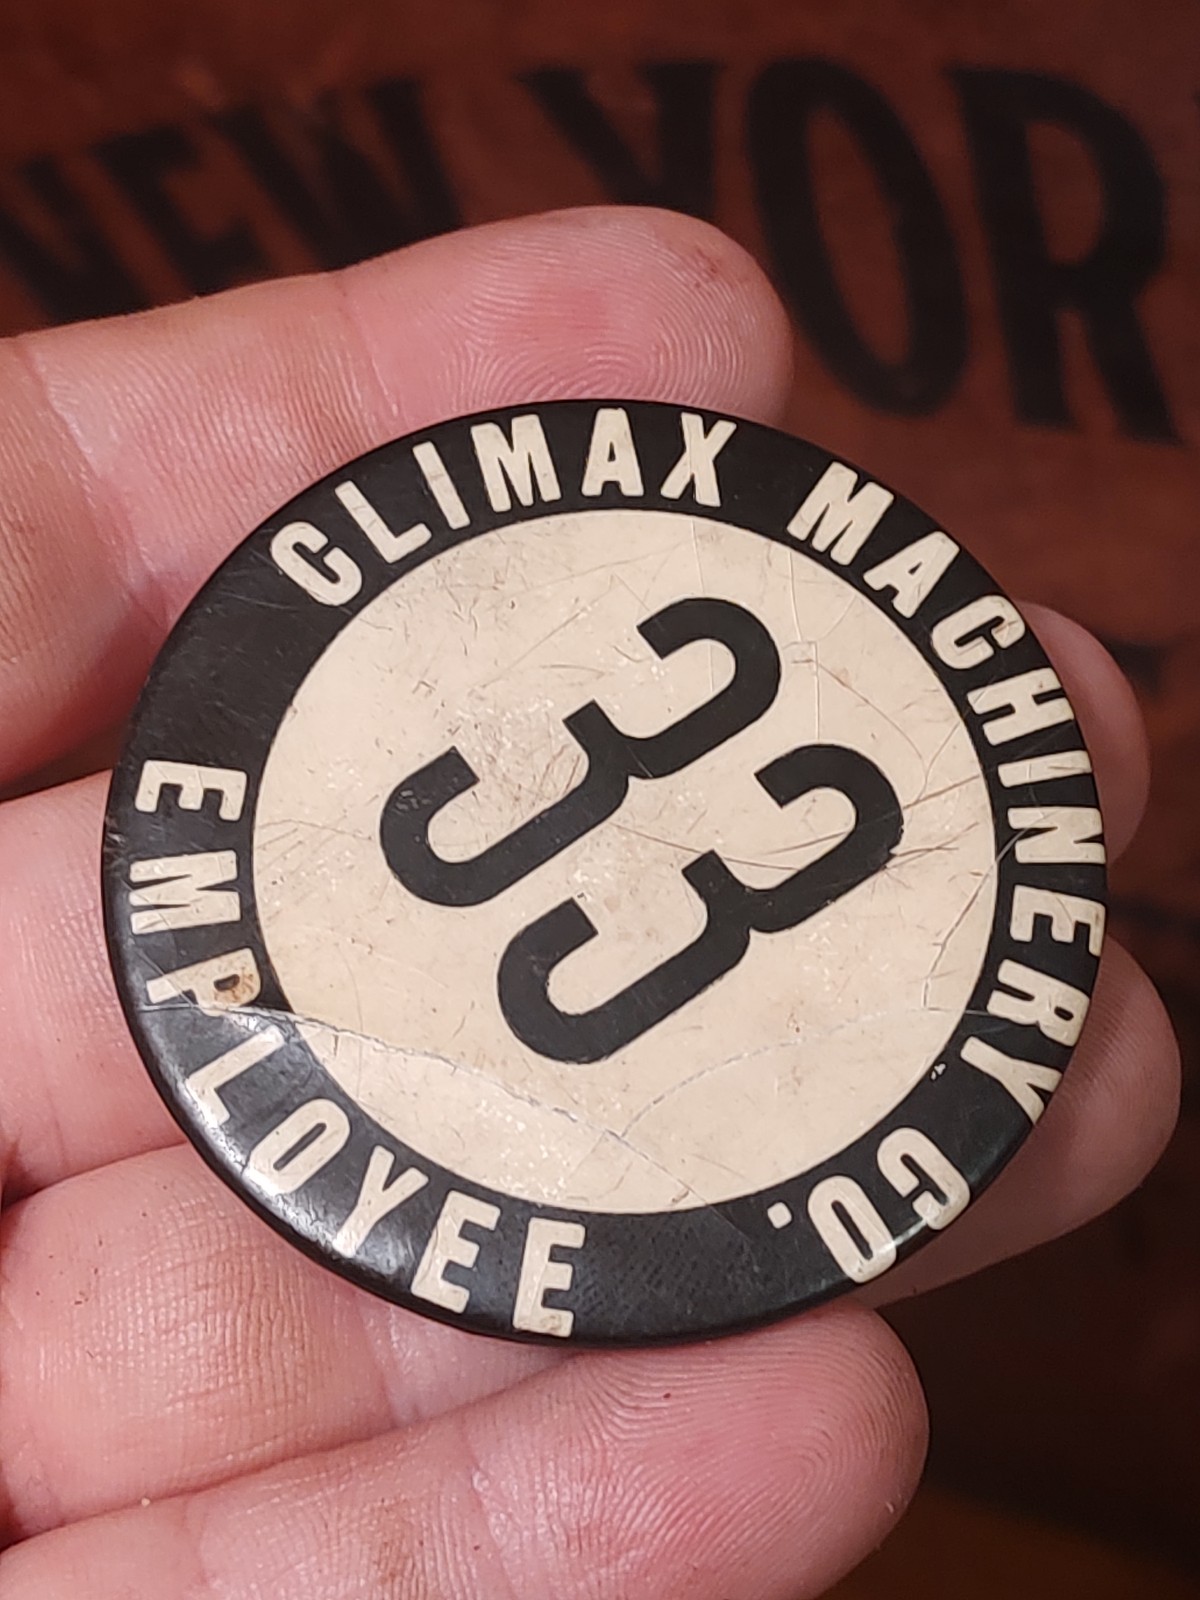 NEW YOR
CLIMAX MACHINERY CO.
33
EMPLOYEE